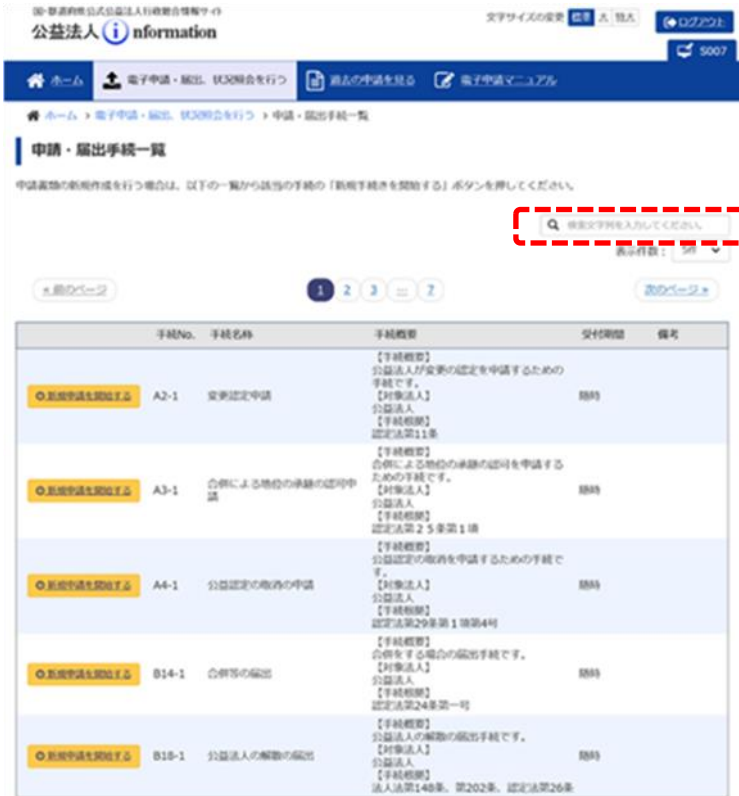 国・都道府県公式公益法人行政総合情報サイト
公益法人 information
文字サイズの変更 標準 大 特大
ログアウト
S007
ホーム
電子申請・届出、状況照会を行う
過去の申請を見る
電子申請マニュアル
ホーム › 電子申請・届出、状況照会を行う › 申請・届出手続一覧
申請・届出手続一覧
申請書類の新規作成を行う場合は、以下の一覧から該当の手続の「新規手続きを開始する」ボタンを押してください。
検索文字列を入力してください。
表示件数： 5件
«前のページ
1 2 3 ... 7
次のページ»
手続No. 手続名称 手続概要 受付期間 備考
新規申請を開始する
A2-1
変更認定申請
【手続概要】
公益法人が変更の認定を申請するための
手続です。
【対象法人】
公益法人
【手続根拠】
認定法第11条
随時
新規申請を開始する
A3-1
合併による地位の承継の認可申
請
【手続概要】
合併による地位の承継の認可を申請する
ための手続です。
【対象法人】
公益法人
【手続根拠】
認定法第２５条第１項
随時
新規申請を開始する
A4-1
公益認定の取消の申請
【手続概要】
公益認定の取消を申請するための手続で
す。
【対象法人】
公益法人
【手続根拠】
認定法第29条第１項第4号
随時
新規申請を開始する
B14-1
合併等の届出
【手続概要】
合併をする場合の届出手続です。
【対象法人】
公益法人
【手続根拠】
認定法第24条第一号
随時
新規申請を開始する
B18-1
公益法人の解散の届出
【手続概要】
公益法人の解散の届出手続です。
【対象法人】
公益法人
【手続根拠】
法人法第148条、第202条、認定法第26条
随時